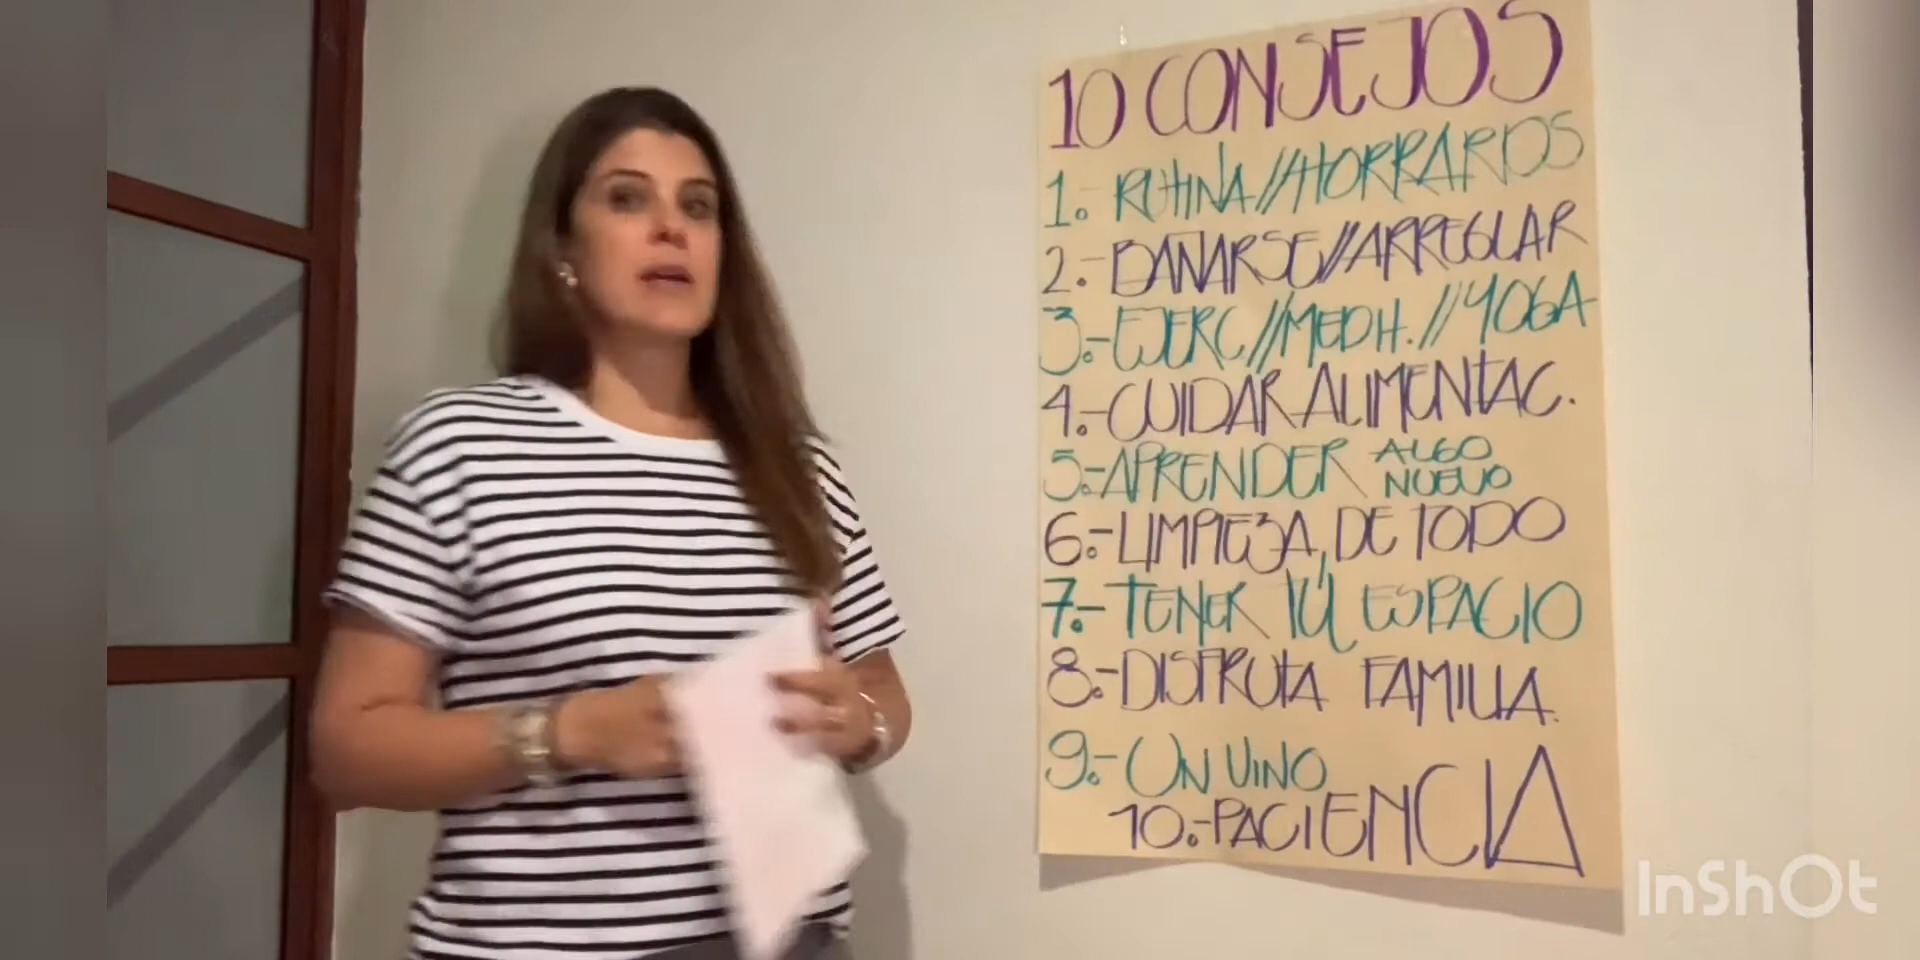 10 CONSEJOS
1.- RUTINA//HORRARIOS
2.- BAÑARSE//ARREGLAR
3.-EJERC.//MEDIT.//YOGA
4.-CUIDAR ALIMENTAC.
5.-APRENDER ALGO NUEVO
6.-LIMPIEZA, DE TODO
7.- TENER TÚ ESPACIO
8.-DISFRUTA FAMILIA.
9.- UN VINO
10.-PACIENCIA
InShOt